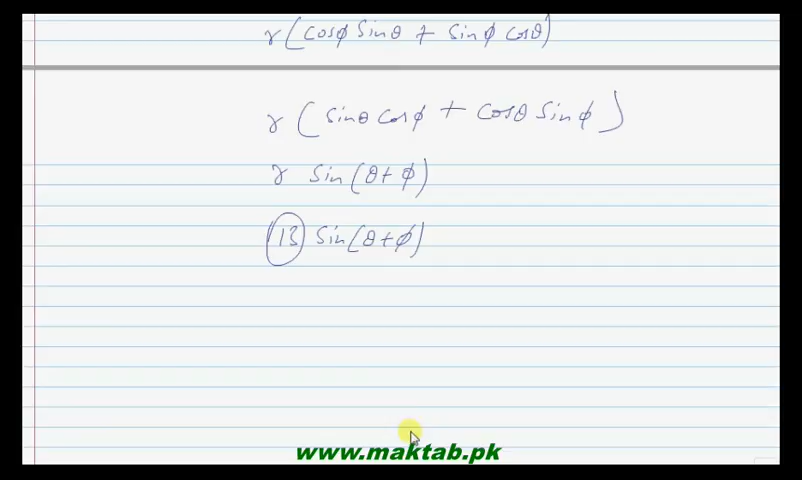 r(cosφ sinθ + sinφ cosθ)
r(sinθ cosφ + cosθ sinφ)
r sin(θ+φ)
13 sin(θ+φ)
www.maktab.pk